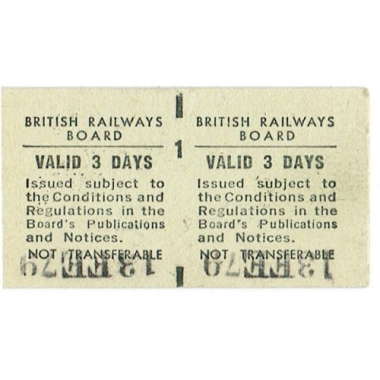 BRITISH RAILWAYS
BOARD
VALID 3 DAYS
Issued subject to
the Conditions and
Regulations in the
Board's Publications
and Notices.
NOT TRANSFERABLE
13FE79
1
BRITISH RAILWAYS
BOARD
VALID 3 DAYS
Issued subject to
the Conditions and
Regulations in the
Board's Publications
and Notices.
NOT TRANSFERABLE
13FE79